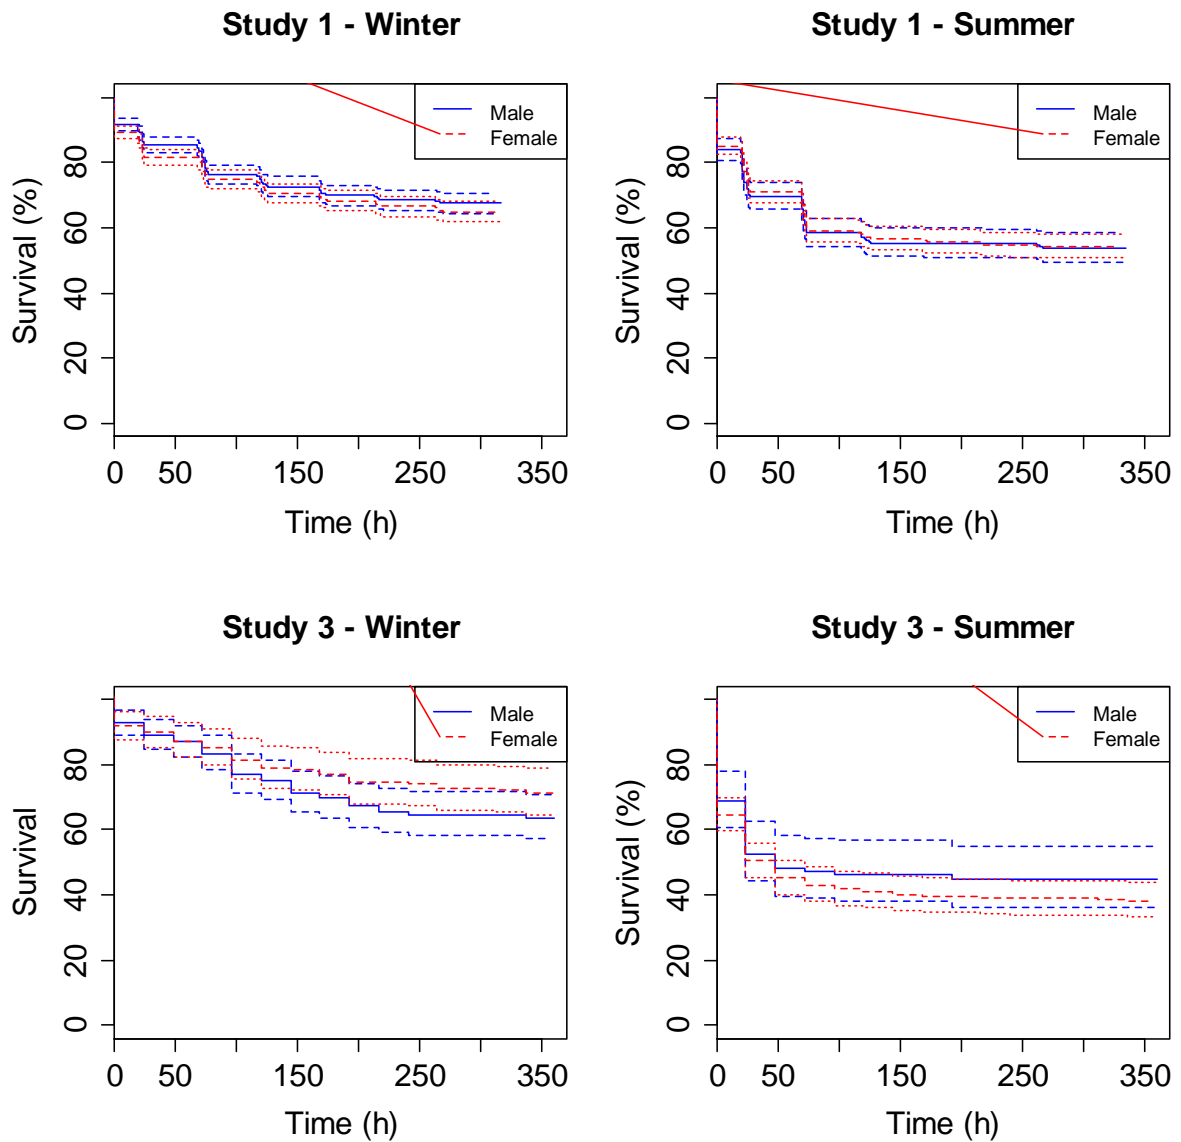 Study 1 - Winter
Survival (%)
80
60
40
20
0
0 50 150 250 350
Time (h)
Male
Female
Study 1 - Summer
Survival (%)
80
60
40
20
0
0 50 150 250 350
Time (h)
Male
Female
Study 3 - Winter
Survival
80
60
40
20
0
0 50 150 250 350
Time (h)
Male
Female
Study 3 - Summer
Survival (%)
80
60
40
20
0
0 50 150 250 350
Time (h)
Male
Female